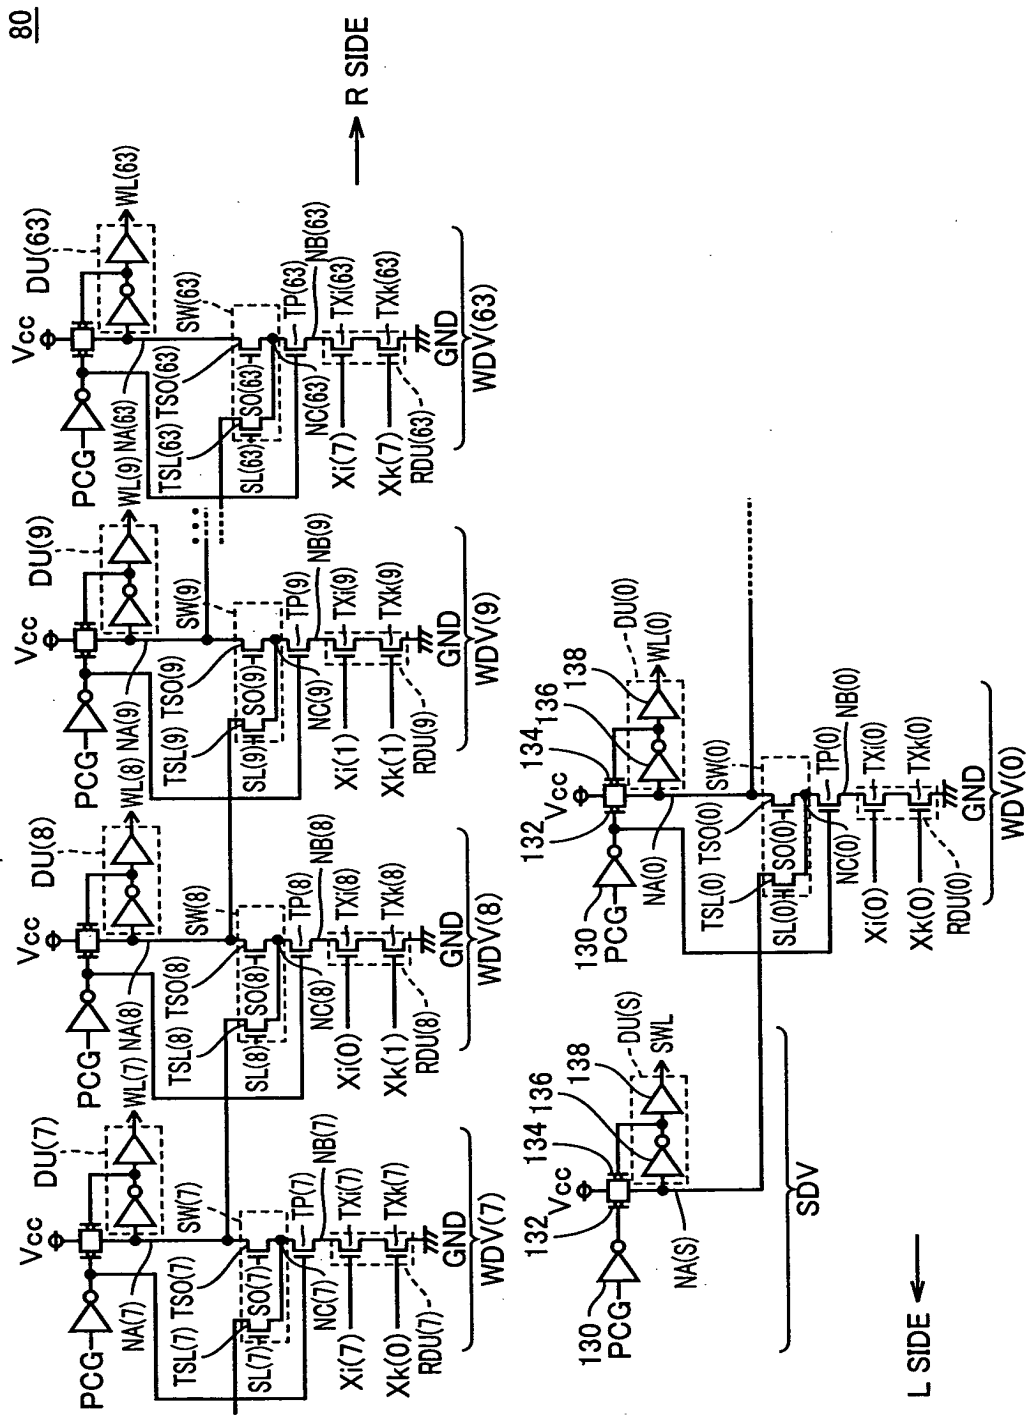 80
R SIDE
Vcc
PCG
DU(7)
WL(7)
NA(7)
TSO(7)
SW(7)
TSL(7)
SO(7)
SL(7)
NC(7)
TP(7)
NB(7)
Xi(7)
TXi(7)
Xk(0)
TXk(7)
RDU(7)
GND
WDV(7)
Vcc
PCG
DU(8)
WL(8)
NA(8)
TSO(8)
SW(8)
TSL(8)
SO(8)
SL(8)
NC(8)
TP(8)
NB(8)
Xi(0)
TXi(8)
Xk(1)
TXk(8)
RDU(8)
GND
WDV(8)
Vcc
PCG
DU(9)
WL(9)
NA(9)
TSO(9)
SW(9)
TSL(9)
SO(9)
SL(9)
NC(9)
TP(9)
NB(9)
Xi(1)
TXi(9)
Xk(1)
TXk(9)
RDU(9)
GND
WDV(9)
Vcc
PCG
DU(63)
WL(63)
NA(63)
TSO(63)
SW(63)
TSL(63)
SO(63)
SL(63)
NC(63)
TP(63)
NB(63)
Xi(7)
TXi(63)
Xk(7)
TXk(63)
RDU(63)
GND
WDV(63)
130
PCG
132
Vcc
134
136
138
DU(S)
SWL
NA(S)
SDV
130
PCG
132
Vcc
134
136
138
DU(0)
WL(0)
NA(0)
TSO(0)
SW(0)
TSL(0)
SO(0)
SL(0)
NC(0)
TP(0)
NB(0)
Xi(0)
TXi(0)
Xk(0)
TXk(0)
RDU(0)
GND
WDV(0)
L SIDE